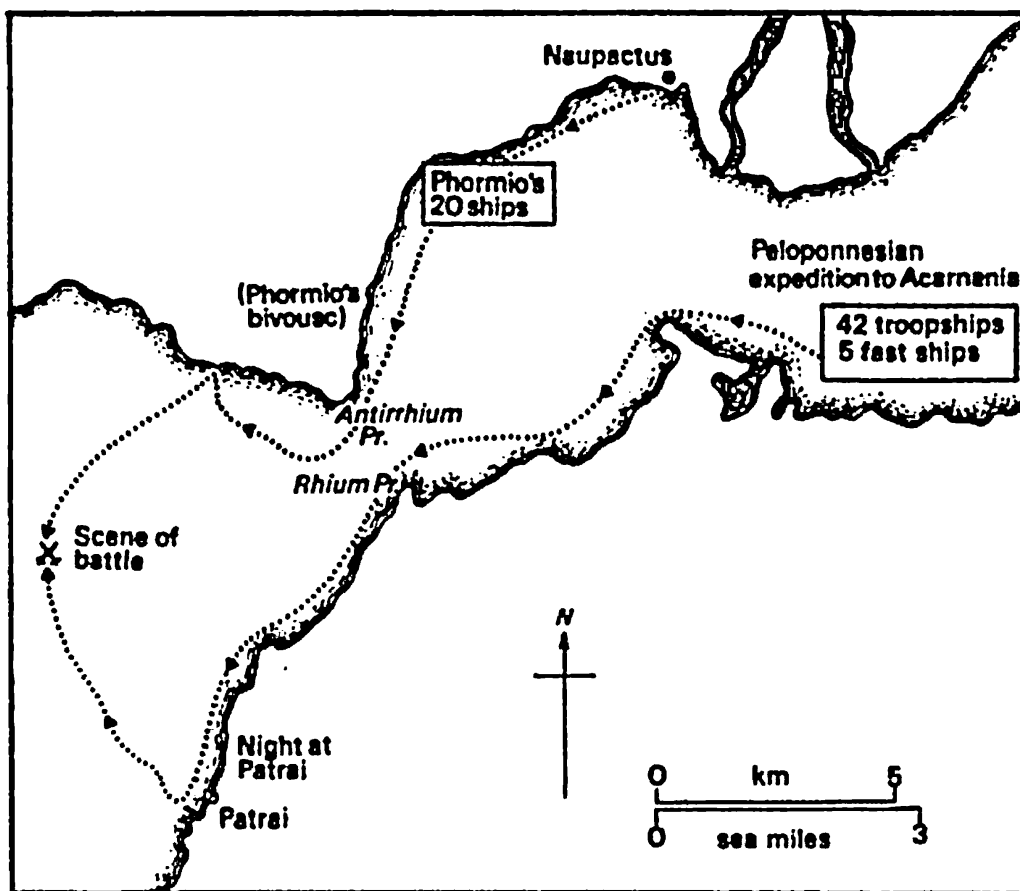 Naupactus
Phormio's
20 ships
Peloponnesian
expedition to Acarnania
42 troopships
5 fast ships
(Phormio's
bivousc)
Antirrhium
Pr.
Rhium Pr.
Scene of
battle
N
Night at
Patrai
Patrai
0 km 5
0 sea miles 3